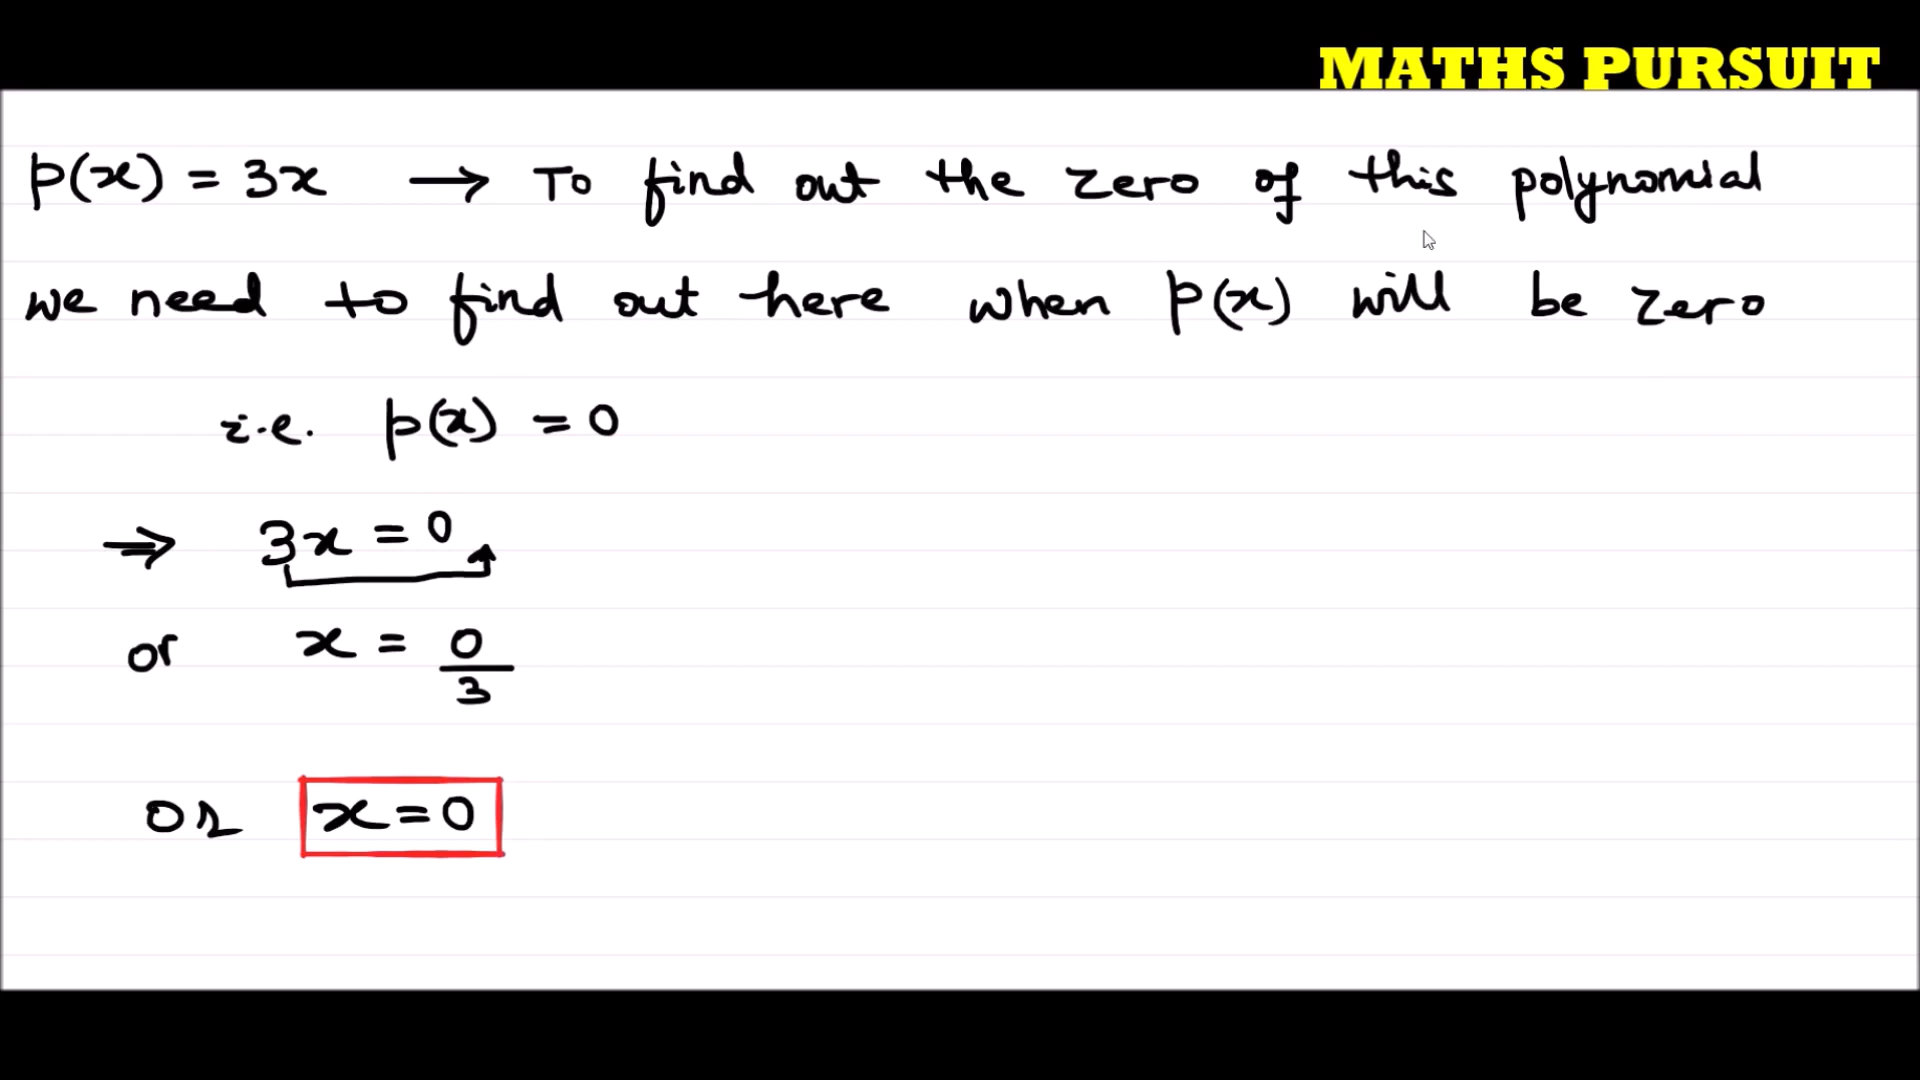 MATHS PURSUIT
p(x) = 3x → To find out the zero of this polynomial
we need to find out here when p(x) will be zero
i.e. p(x) = 0
⇒ 3x = 0
or x = 0/3
or x = 0